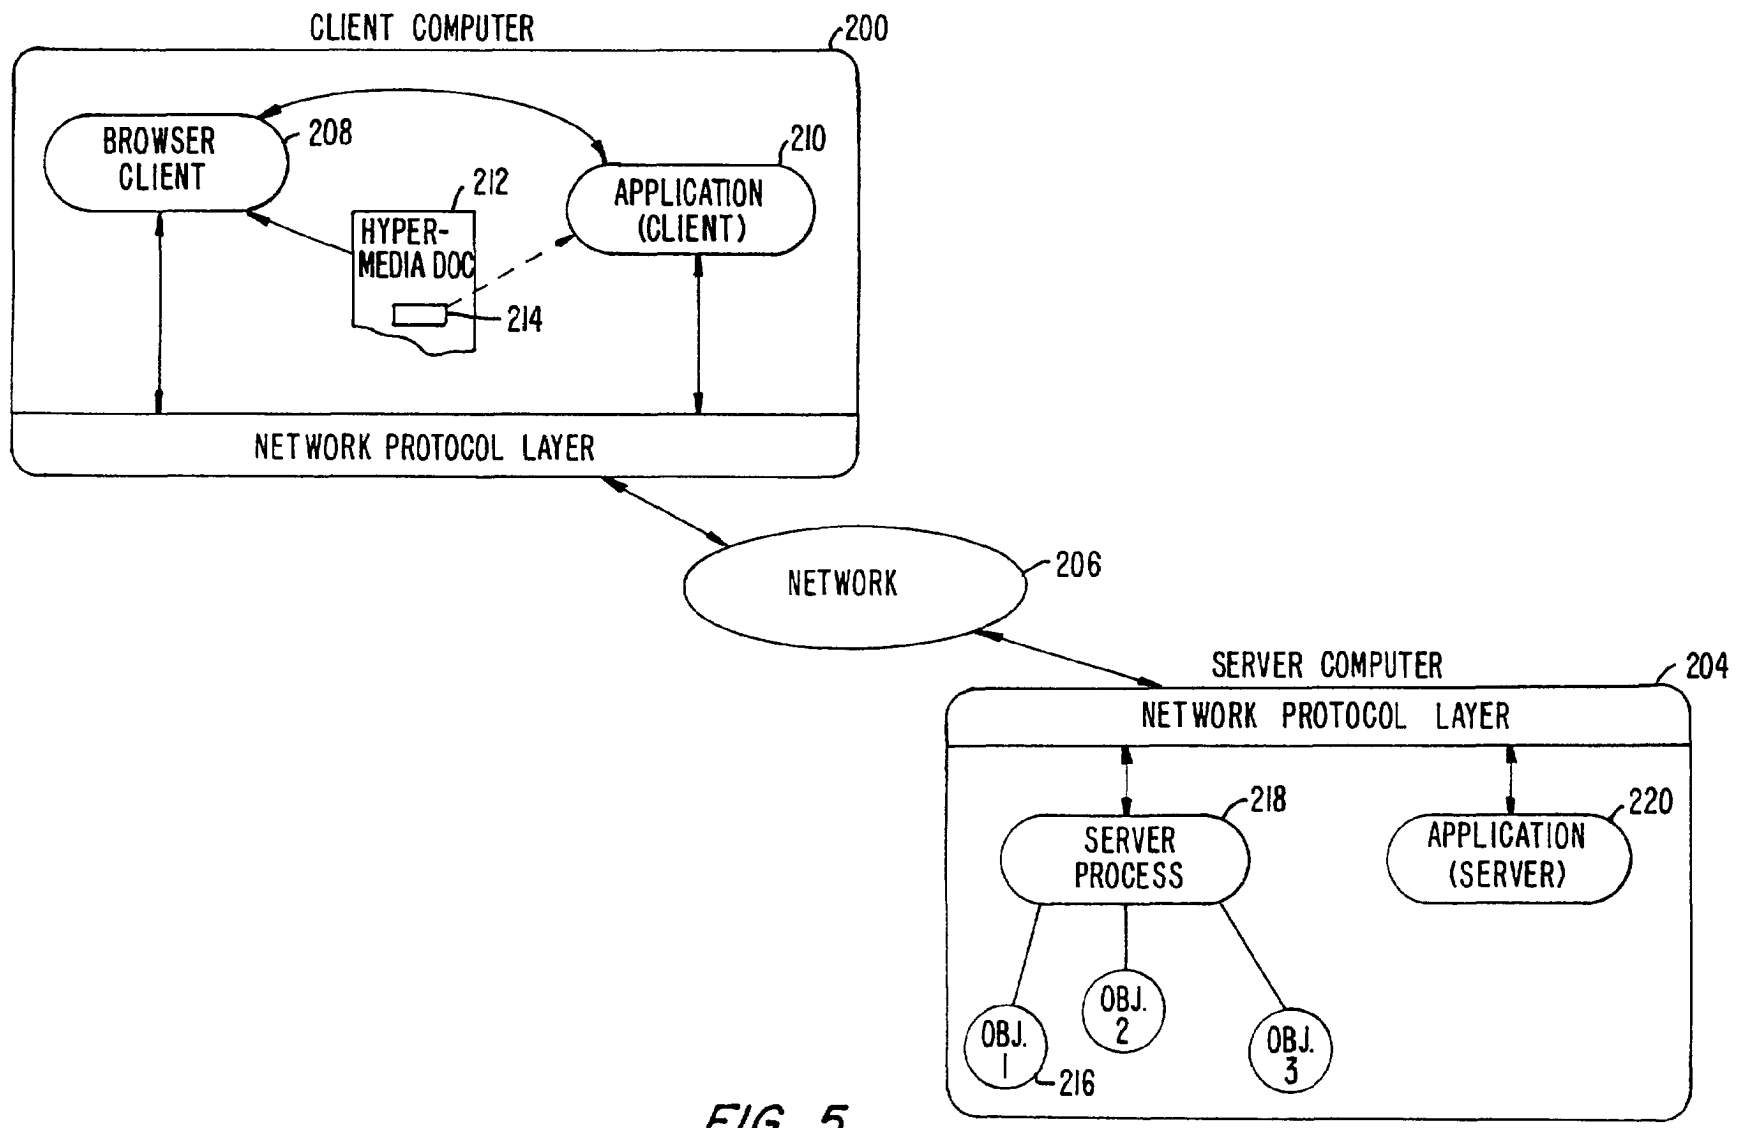 CLIENT COMPUTER
200
BROWSER
CLIENT
208
210
APPLICATION
(CLIENT)
212
HYPER-
MEDIA DOC
214
NETWORK PROTOCOL LAYER
NETWORK
206
SERVER COMPUTER
204
NETWORK PROTOCOL LAYER
218
SERVER
PROCESS
220
APPLICATION
(SERVER)
OBJ.
1
216
OBJ.
2
OBJ.
3
FIG. 5